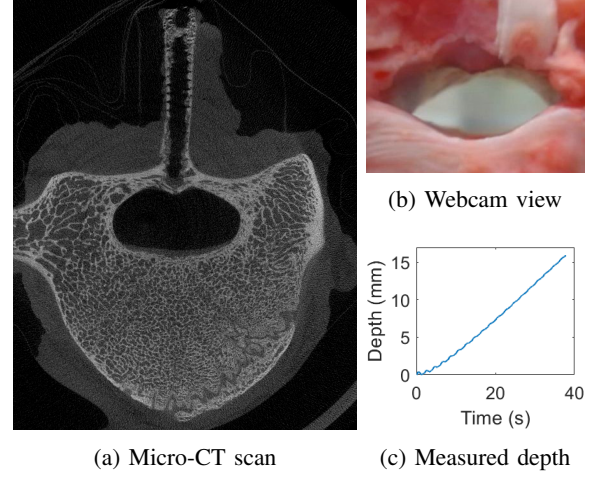 (b) Webcam view
15
10
5
0
Depth (mm)
0 20 40
Time (s)
(a) Micro-CT scan
(c) Measured depth